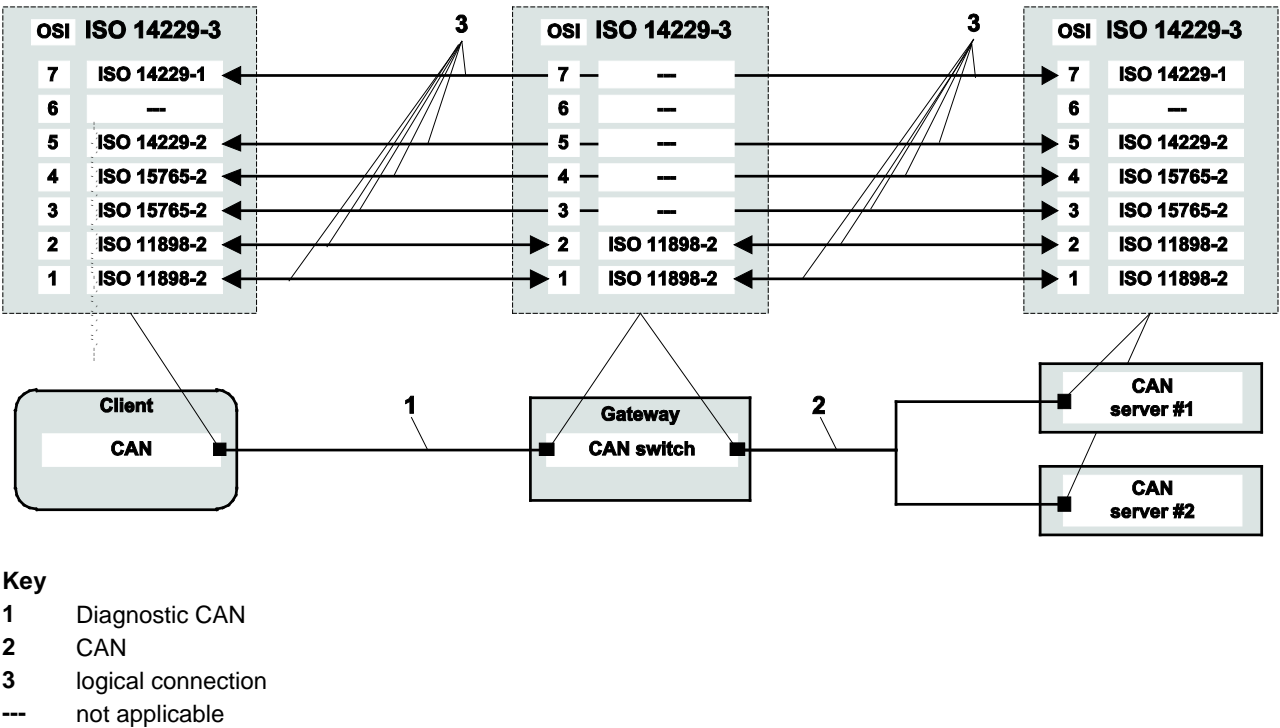 3 3
OSI ISO 14229-3 OSI ISO 14229-3 OSI ISO 14229-3
7 ISO 14229-1 7 --- 7 ISO 14229-1
6 --- 6 --- 6 ---
5 ISO 14229-2 5 --- 5 ISO 14229-2
4 ISO 15765-2 4 --- 4 ISO 15765-2
3 ISO 15765-2 3 --- 3 ISO 15765-2
2 ISO 11898-2 2 ISO 11898-2 2 ISO 11898-2
1 ISO 11898-2 1 ISO 11898-2 1 ISO 11898-2
Client
CAN
1
Gateway
CAN switch
2
CAN
server #1
CAN
server #2
Key
1 Diagnostic CAN
2 CAN
3 logical connection
--- not applicable